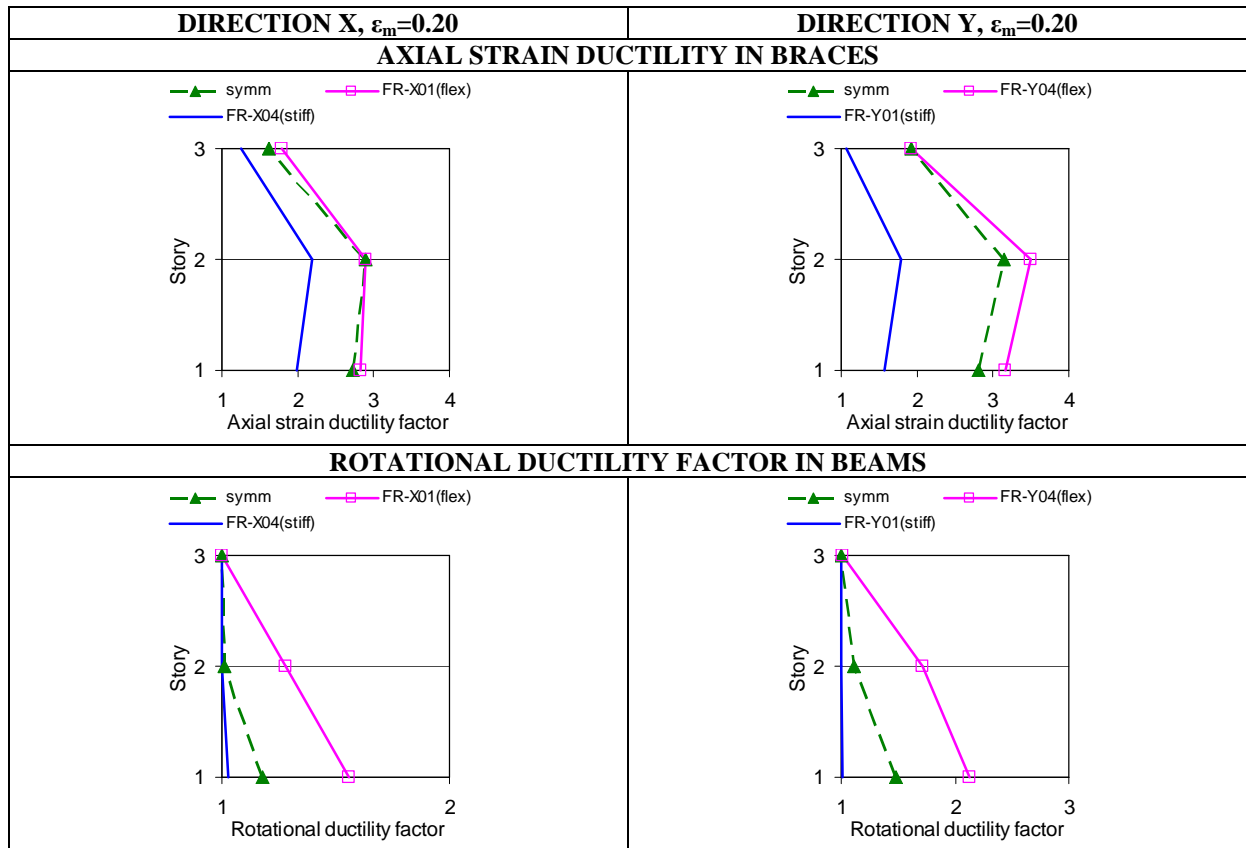 DIRECTION X, εm=0.20
DIRECTION Y, εm=0.20
AXIAL STRAIN DUCTILITY IN BRACES
symm
FR-X01(flex)
FR-X04(stiff)
3
2
1
Story
1 2 3 4
Axial strain ductility factor
symm
FR-Y04(flex)
FR-Y01(stiff)
3
2
1
Story
1 2 3 4
Axial strain ductility factor
ROTATIONAL DUCTILITY FACTOR IN BEAMS
symm
FR-X01(flex)
FR-X04(stiff)
3
2
1
Story
1 2
Rotational ductility factor
symm
FR-Y04(flex)
FR-Y01(stiff)
3
2
1
Story
1 2 3
Rotational ductility factor